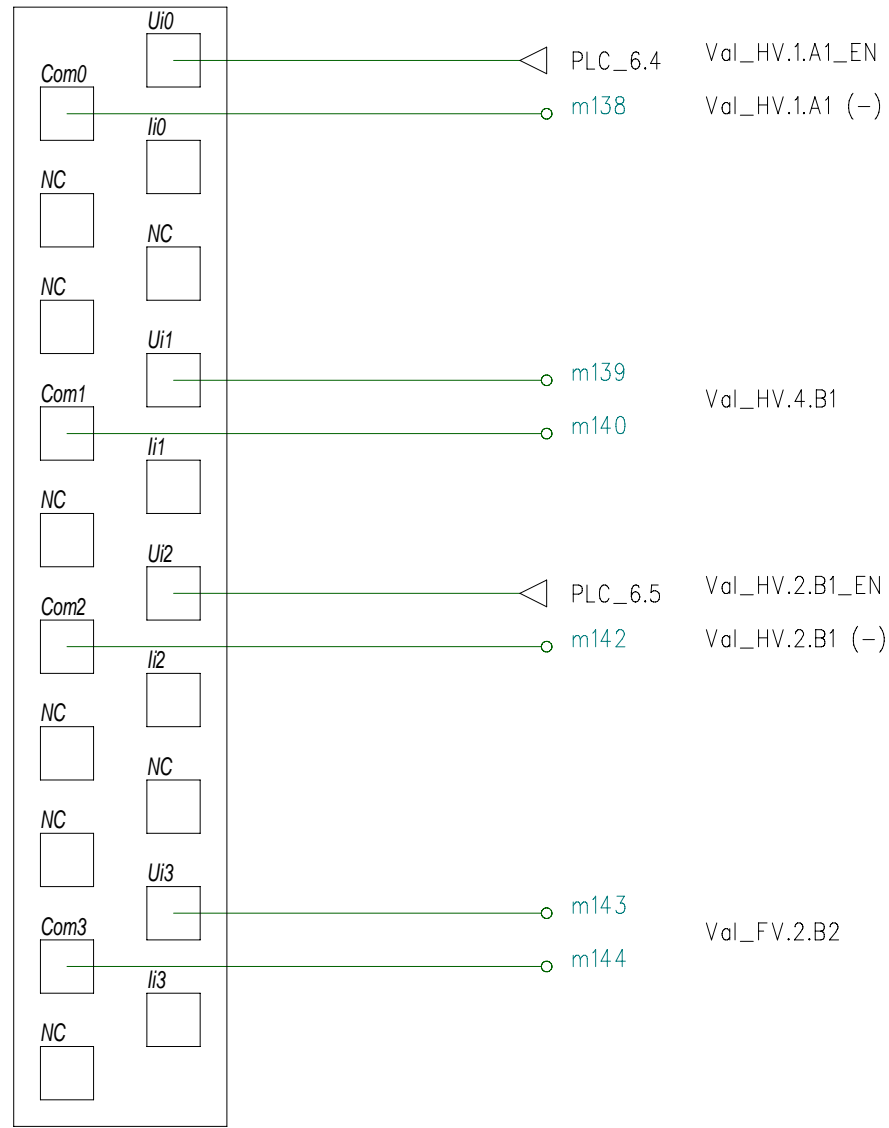 Ui0
PLC_6.4 Val_HV.1.A1_EN
Com0
m138 Val_HV.1.A1 (-)
Ii0
NC
NC
NC
Ui1
m139
Val_HV.4.B1
Com1
m140
Ii1
NC
Ui2
PLC_6.5 Val_HV.2.B1_EN
Com2
m142 Val_HV.2.B1 (-)
Ii2
NC
NC
NC
Ui3
m143
Val_FV.2.B2
Com3
m144
Ii3
NC